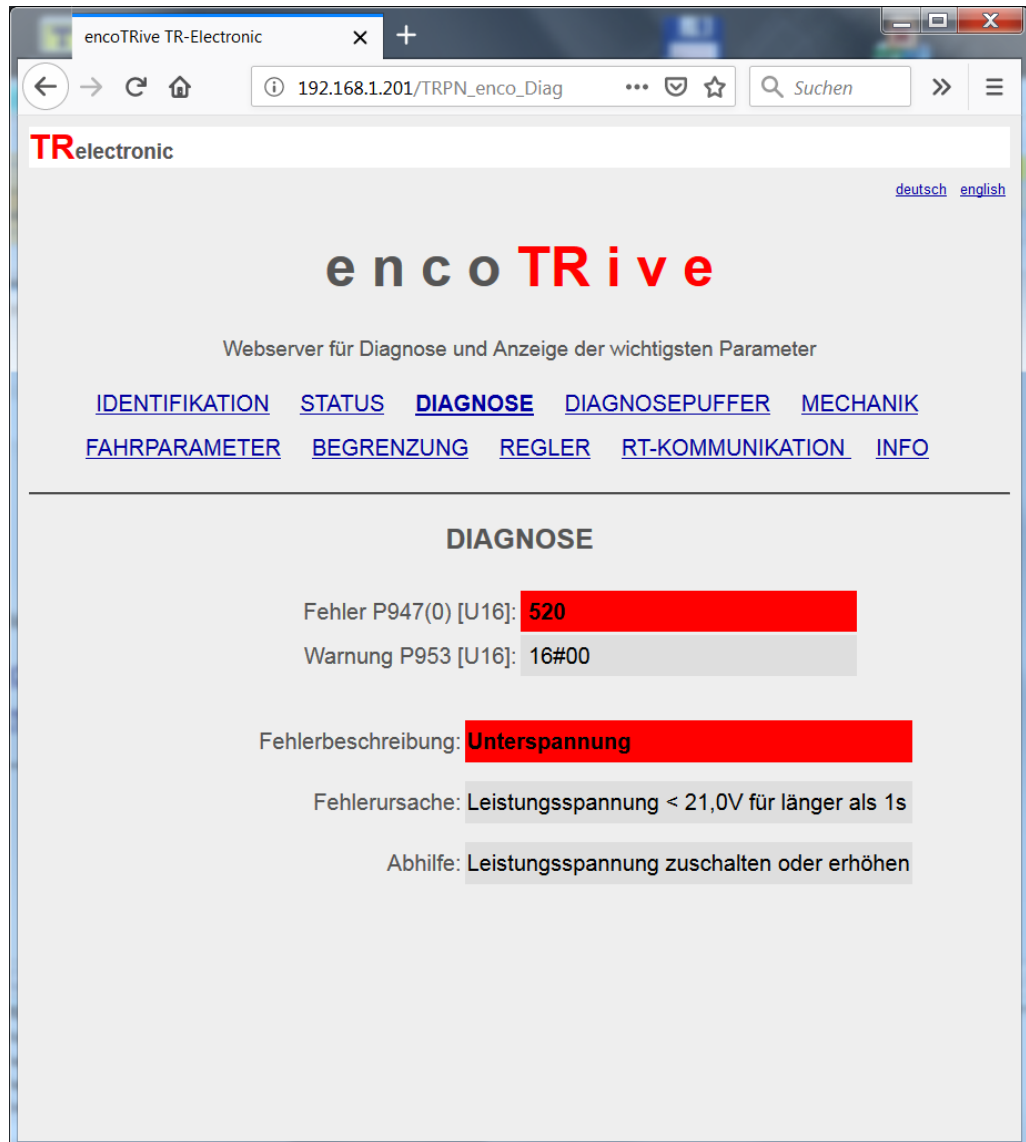 encoTRive TR-Electronic
192.168.1.201/TRPN_enco_Diag
Suchen
TRelectronic
deutsch english
e n c o TR i v e
Webserver für Diagnose und Anzeige der wichtigsten Parameter
IDENTIFIKATION STATUS DIAGNOSE DIAGNOSEPUFFER MECHANIK
FAHRPARAMETER BEGRENZUNG REGLER RT-KOMMUNIKATION INFO
DIAGNOSE
Fehler P947(0) [U16]: 520
Warnung P953 [U16]: 16#00
Fehlerbeschreibung: Unterspannung
Fehlerursache: Leistungsspannung < 21,0V für länger als 1s
Abhilfe: Leistungsspannung zuschalten oder erhöhen